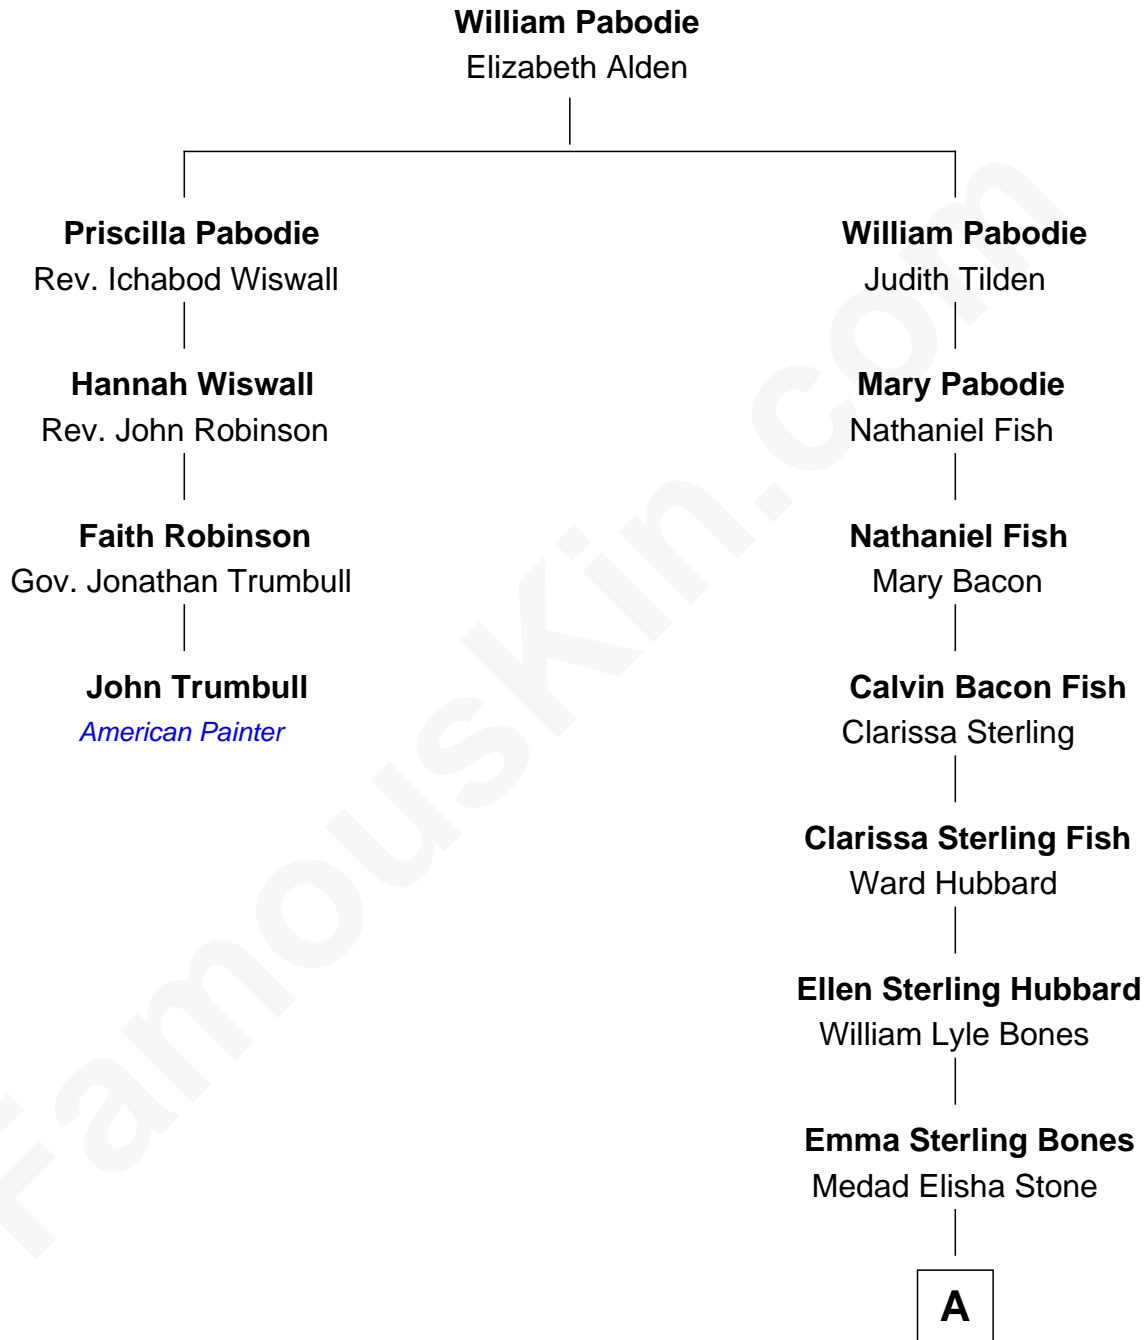 William Pabodie
Elizabeth Alden
Priscilla Pabodie
Rev. Ichabod Wiswall
Hannah Wiswall
Rev. John Robinson
Faith Robinson
Gov. Jonathan Trumbull
John Trumbull
American Painter
William Pabodie
Judith Tilden
Mary Pabodie
Nathaniel Fish
Nathaniel Fish
Mary Bacon
Calvin Bacon Fish
Clarissa Sterling
Clarissa Sterling Fish
Ward Hubbard
Ellen Sterling Hubbard
William Lyle Bones
Emma Sterling Bones
Medad Elisha Stone
A
FamousKin.com